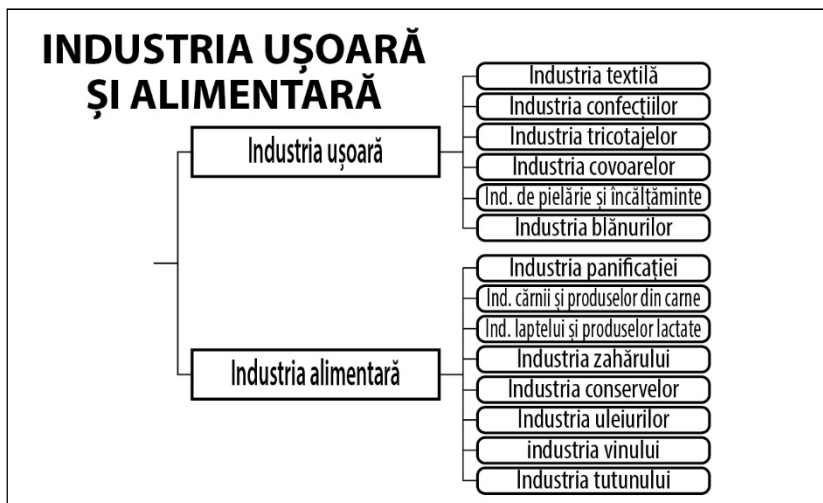 INDUSTRIA UȘOARĂ
ȘI ALIMENTARĂ
Industria ușoară
Industria textilă
Industria confecțiilor
Industria tricotajelor
Industria covoarelor
Ind. de pielărie și încălțăminte
Industria blănurilor
Industria alimentară
Industria panificației
Ind. cărnii și produselor din carne
Ind. laptelui și produselor lactate
Industria zahărului
Industria conservelor
Industria uleiurilor
industria vinului
Industria tutunului